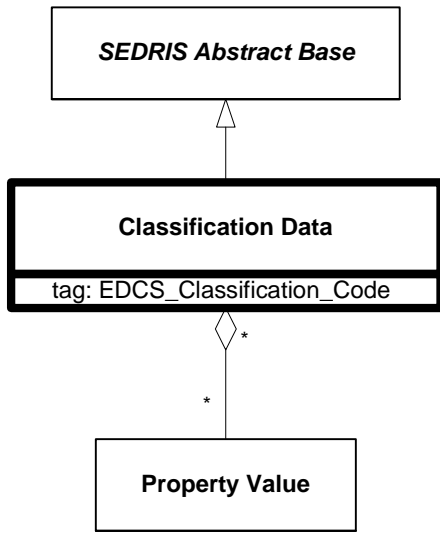 SEDRIS Abstract Base
Classification Data
tag: EDCS_Classification_Code
*
*
Property Value